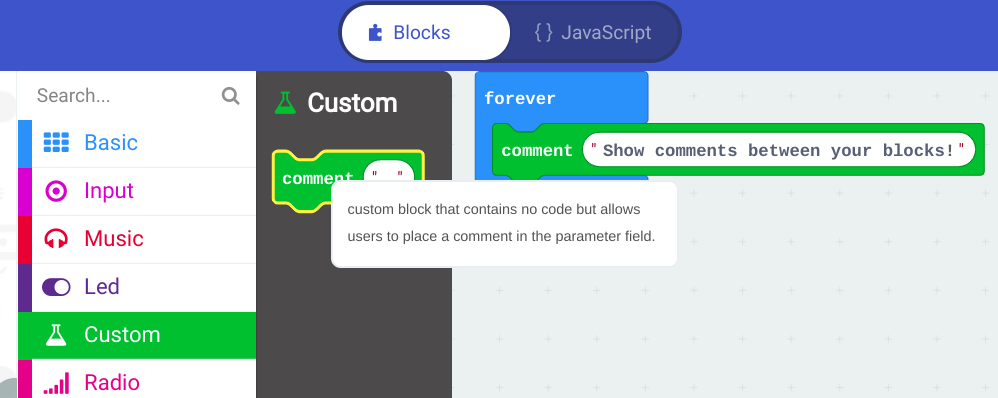 Blocks
{ } JavaScript
Search...
Basic
Input
Music
Led
Custom
Radio
Custom
comment " "
custom block that contains no code but allows
users to place a comment in the parameter field.
forever
comment "Show comments between your blocks!"